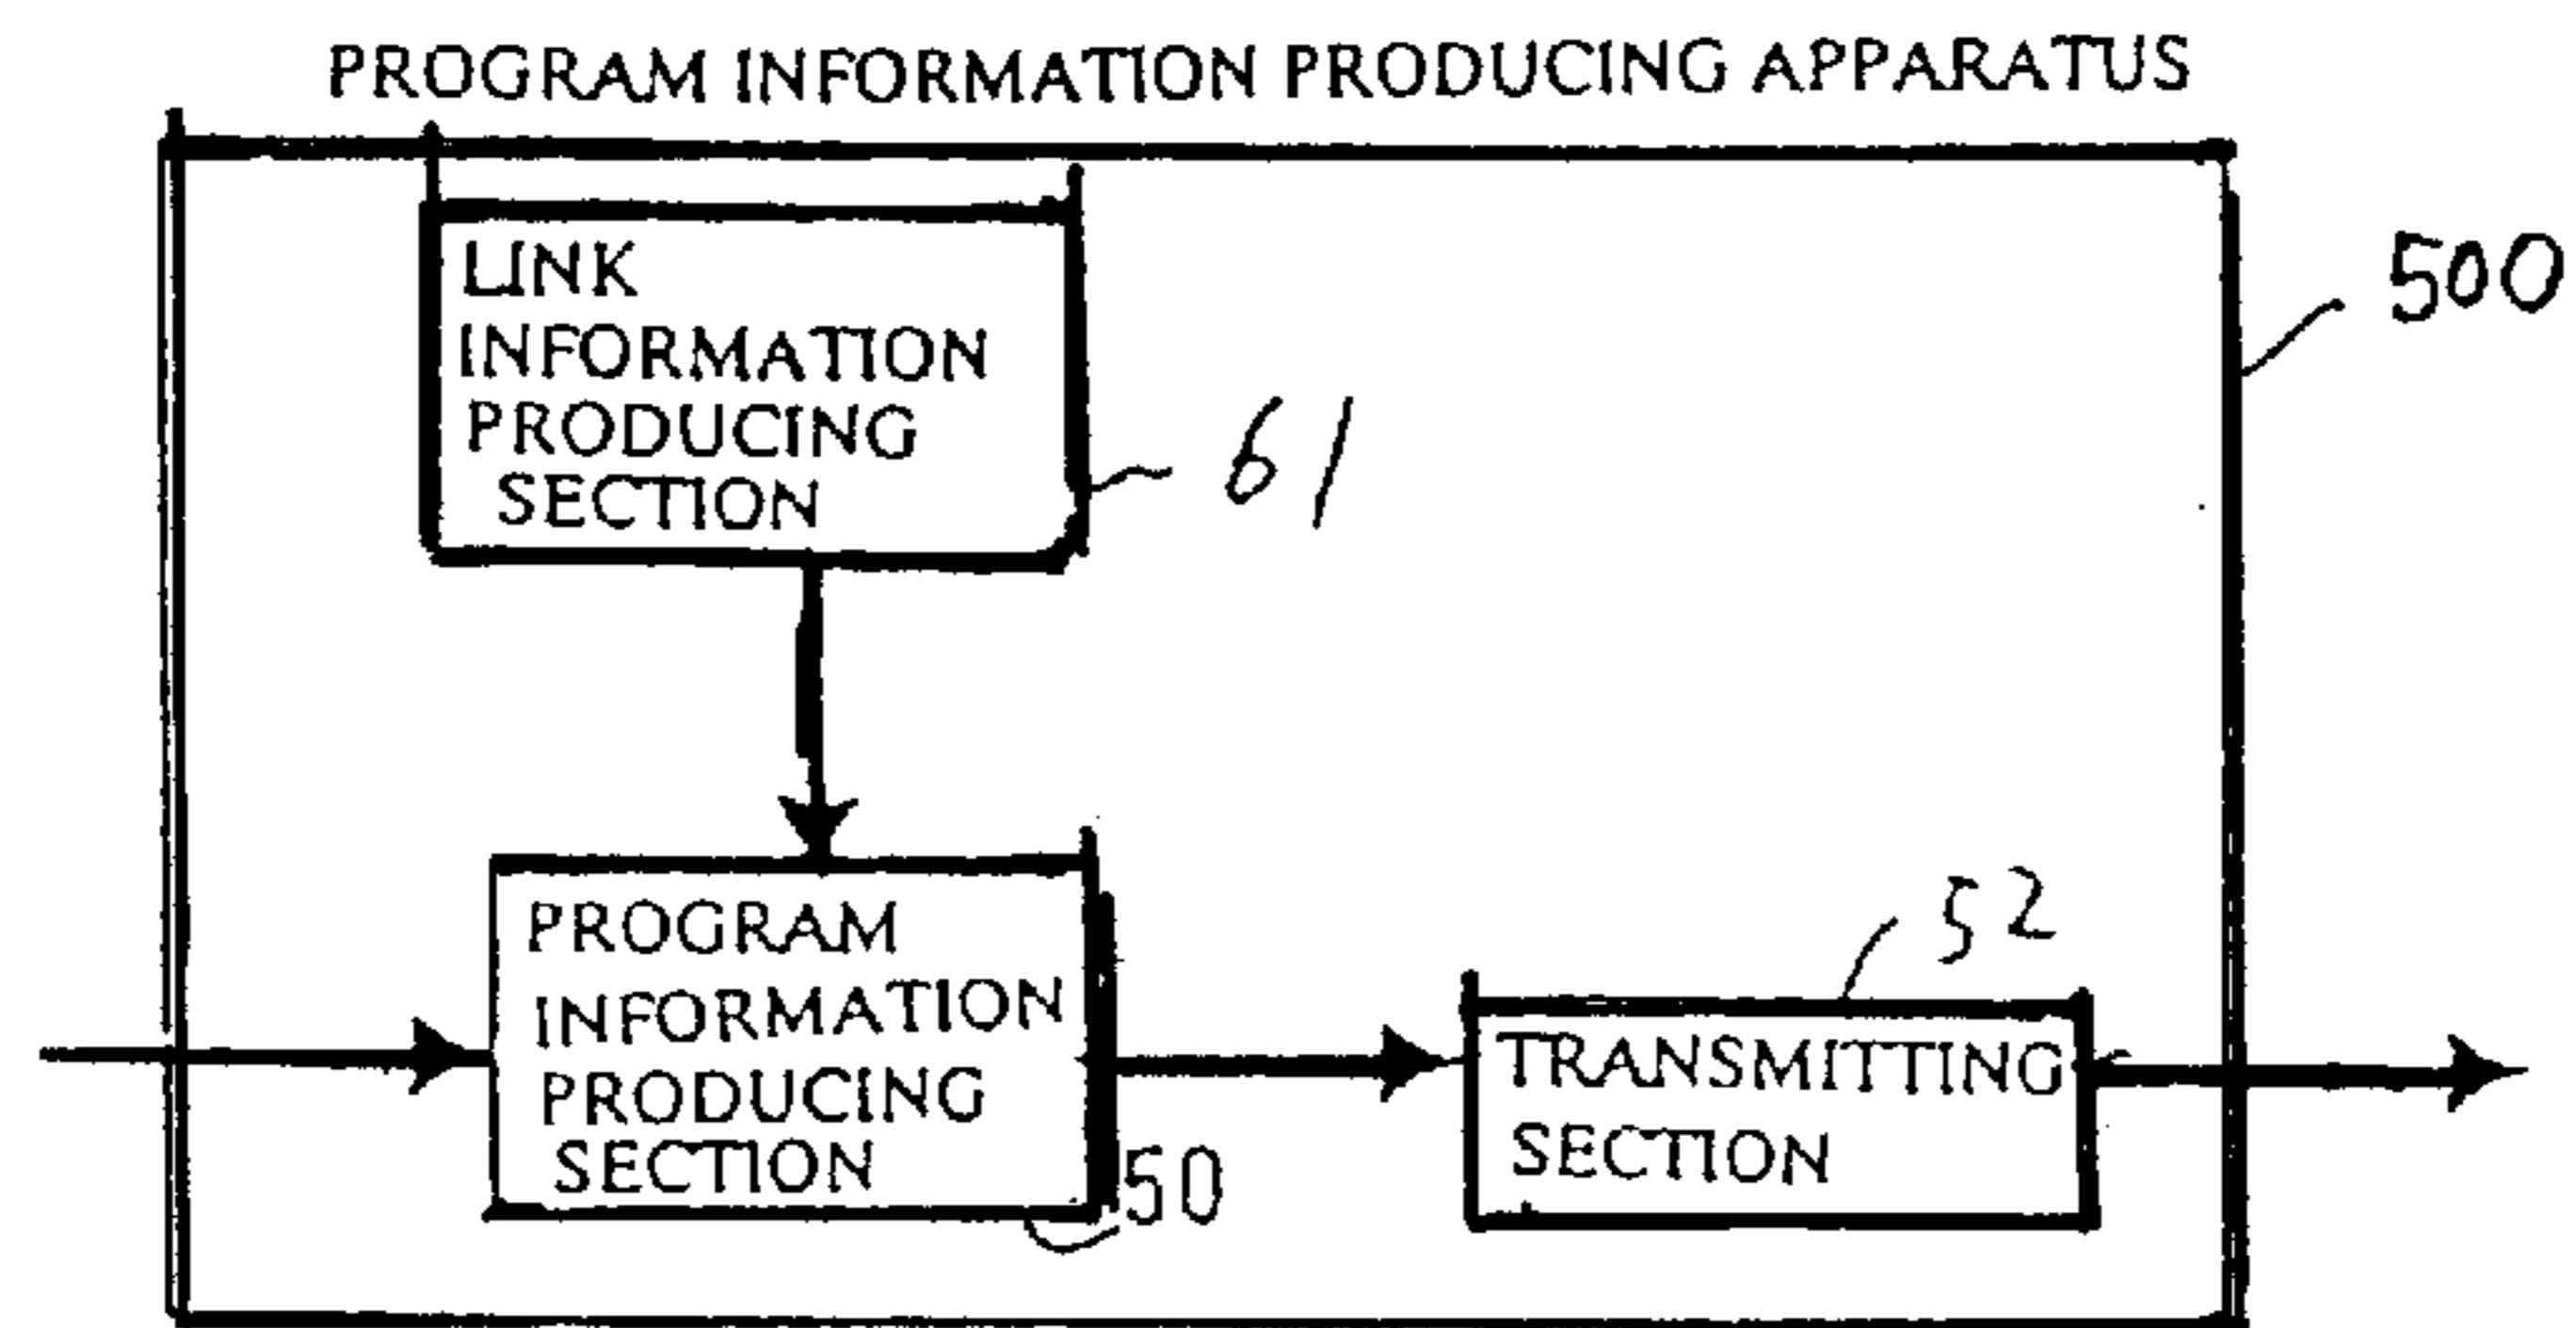 PROGRAM INFORMATION PRODUCING APPARATUS
LINK
INFORMATION
PRODUCING
SECTION
500
61
PROGRAM
INFORMATION
PRODUCING
SECTION
50
52
TRANSMITTING
SECTION